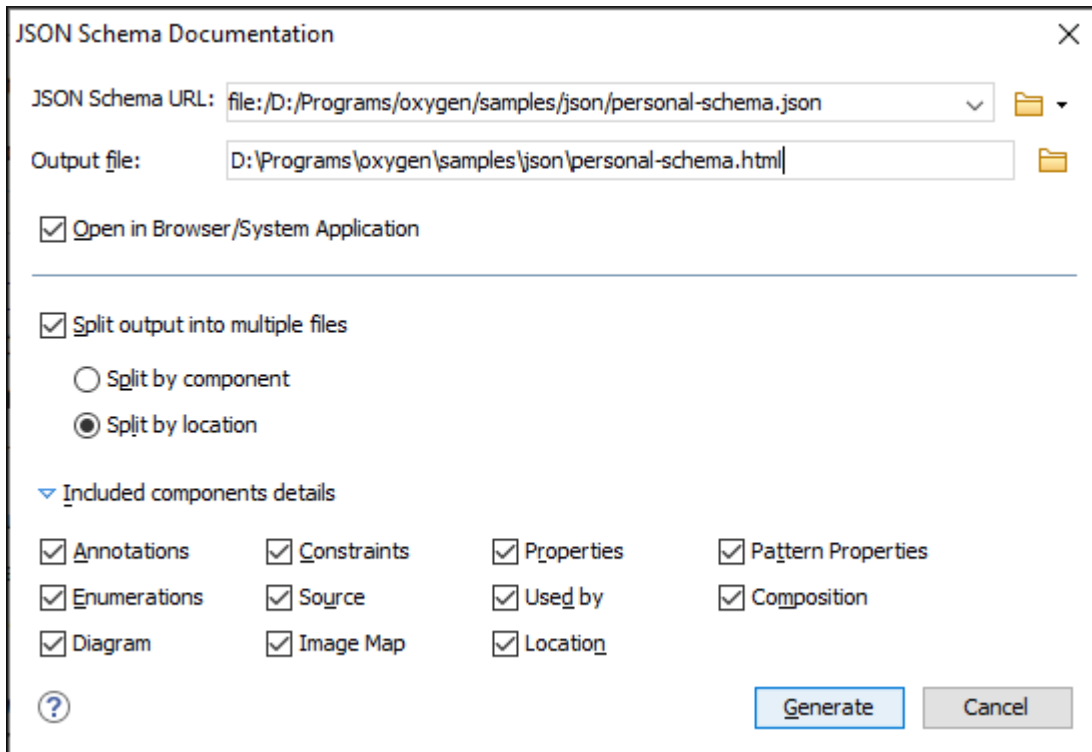 JSON Schema Documentation
JSON Schema URL: file:/D:/Programs/oxygen/samples/json/personal-schema.json
Output file: D:\Programs\oxygen\samples\json\personal-schema.html
Open in Browser/System Application
Split output into multiple files
Split by component
Split by location
Included components details
Annotations Constraints Properties Pattern Properties
Enumerations Source Used by Composition
Diagram Image Map Location
? Generate Cancel